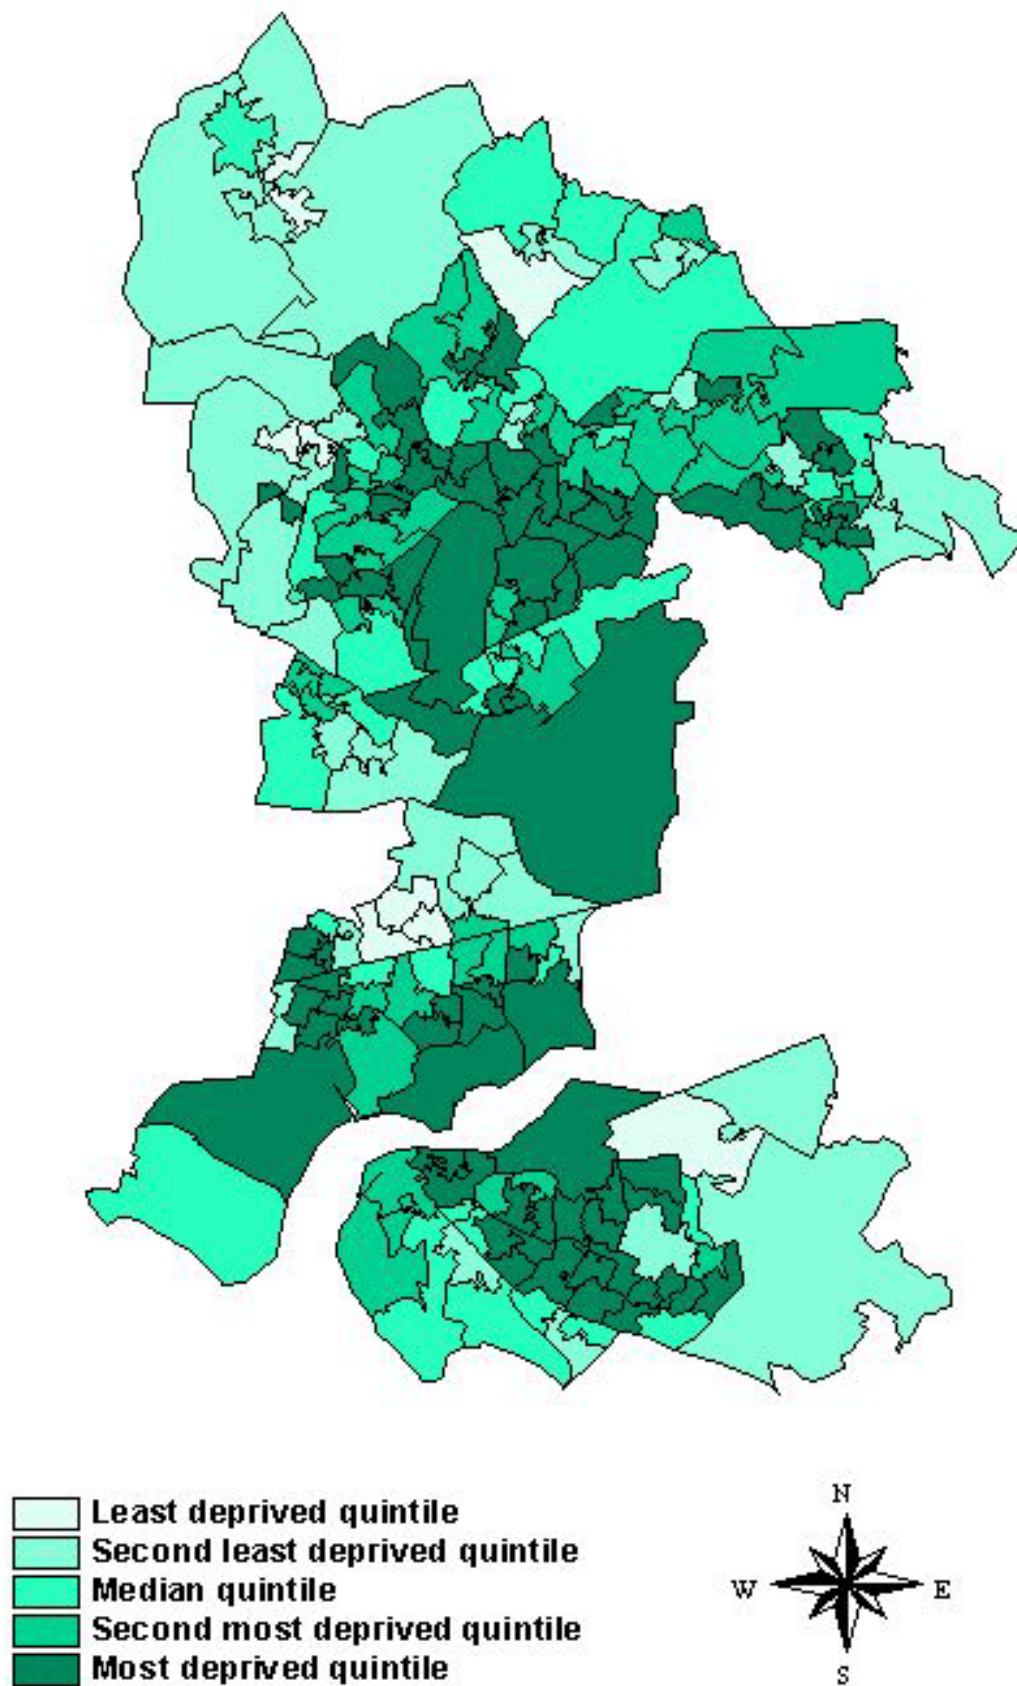 Least deprived quintile
Second least deprived quintile
Median quintile
Second most deprived quintile
Most deprived quintile
N
W E
S